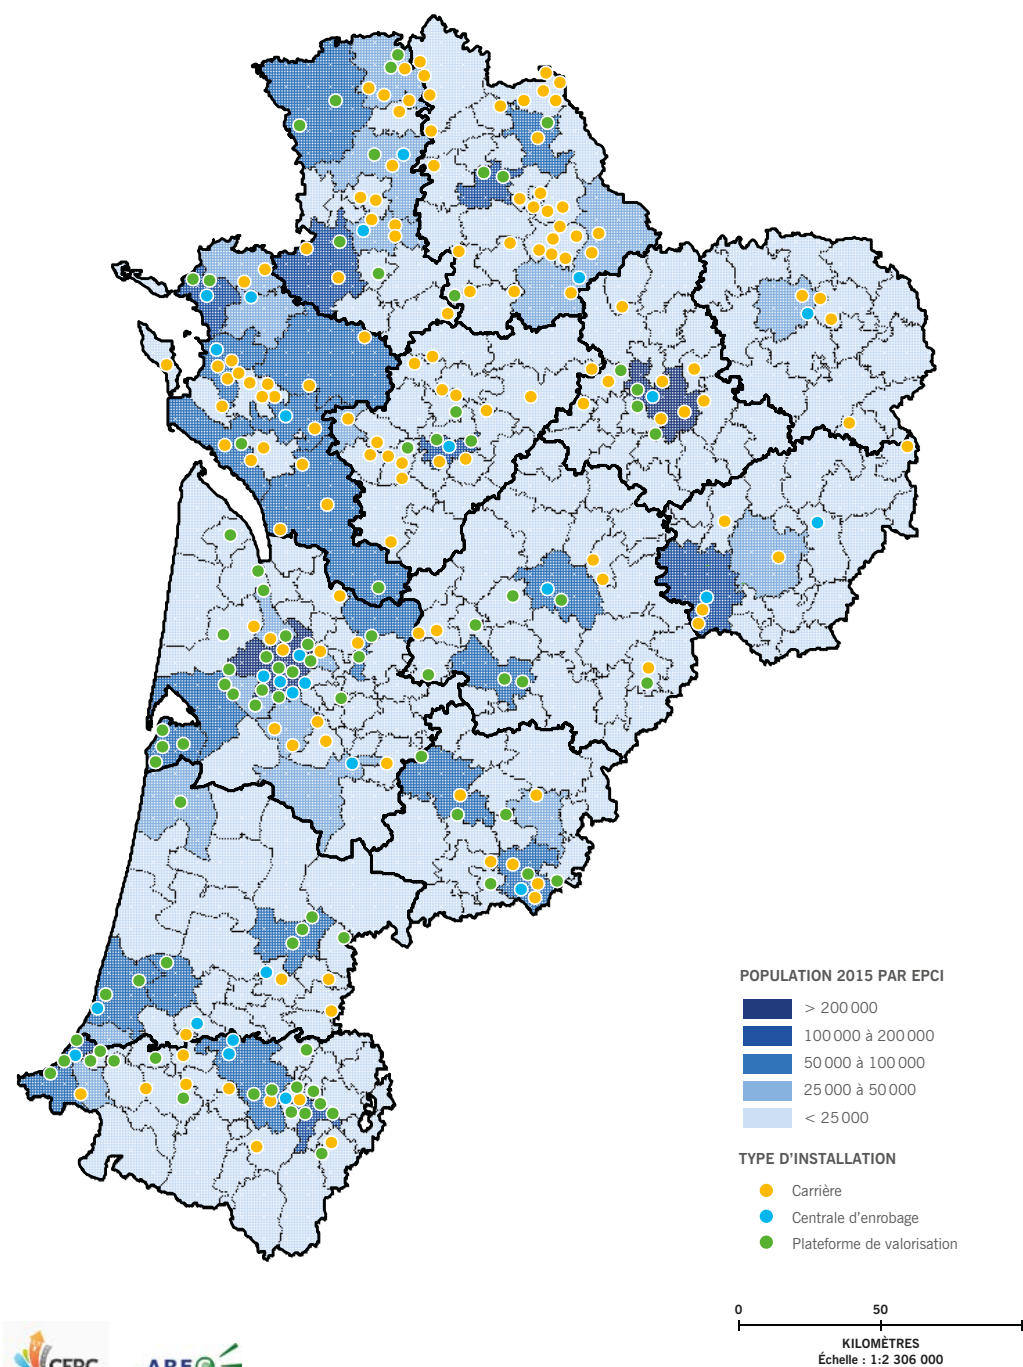 POPULATION 2015 PAR EPCI
> 200 000
100 000 à 200 000
50 000 à 100 000
25 000 à 50 000
< 25 000
TYPE D'INSTALLATION
Carrière
Centrale d'enrobage
Plateforme de valorisation
0 50
KILOMÈTRES
Échelle : 1:2 306 000